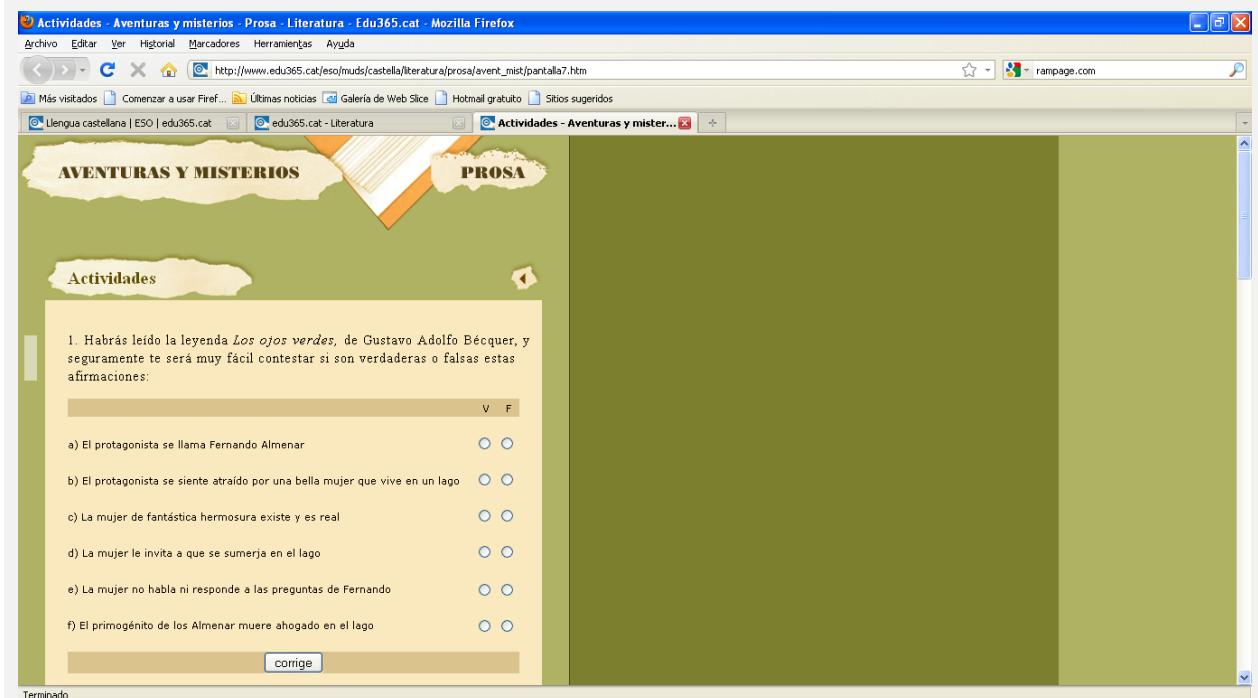 Actividades - Aventuras y misterios - Prosa - Literatura - Edu365.cat - Mozilla Firefox
Archivo Editar Ver Historial Marcadores Herramientas Ayuda
http://www.edu365.cat/eso/muds/castella/literatura/prosa/avent_mist/pantalla7.htm rampage.com
Más visitados Comenzar a usar Firef... Últimas noticias Galería de Web Slice Hotmail gratuito Sitios sugeridos
Llengua castellana | ESO | edu365.cat edu365.cat - Literatura Actividades - Aventuras y mister...
AVENTURAS Y MISTERIOS PROSA
Actividades
1. Habrás leído la leyenda Los ojos verdes, de Gustavo Adolfo Bécquer, y
seguramente te será muy fácil contestar si son verdaderas o falsas estas
afirmaciones:
V F
a) El protagonista se llama Fernando Almenar
b) El protagonista se siente atraído por una bella mujer que vive en un lago
c) La mujer de fantástica hermosura existe y es real
d) La mujer le invita a que se sumerja en el lago
e) La mujer no habla ni responde a las preguntas de Fernando
f) El primogénito de los Almenar muere ahogado en el lago
corrige
Terminado